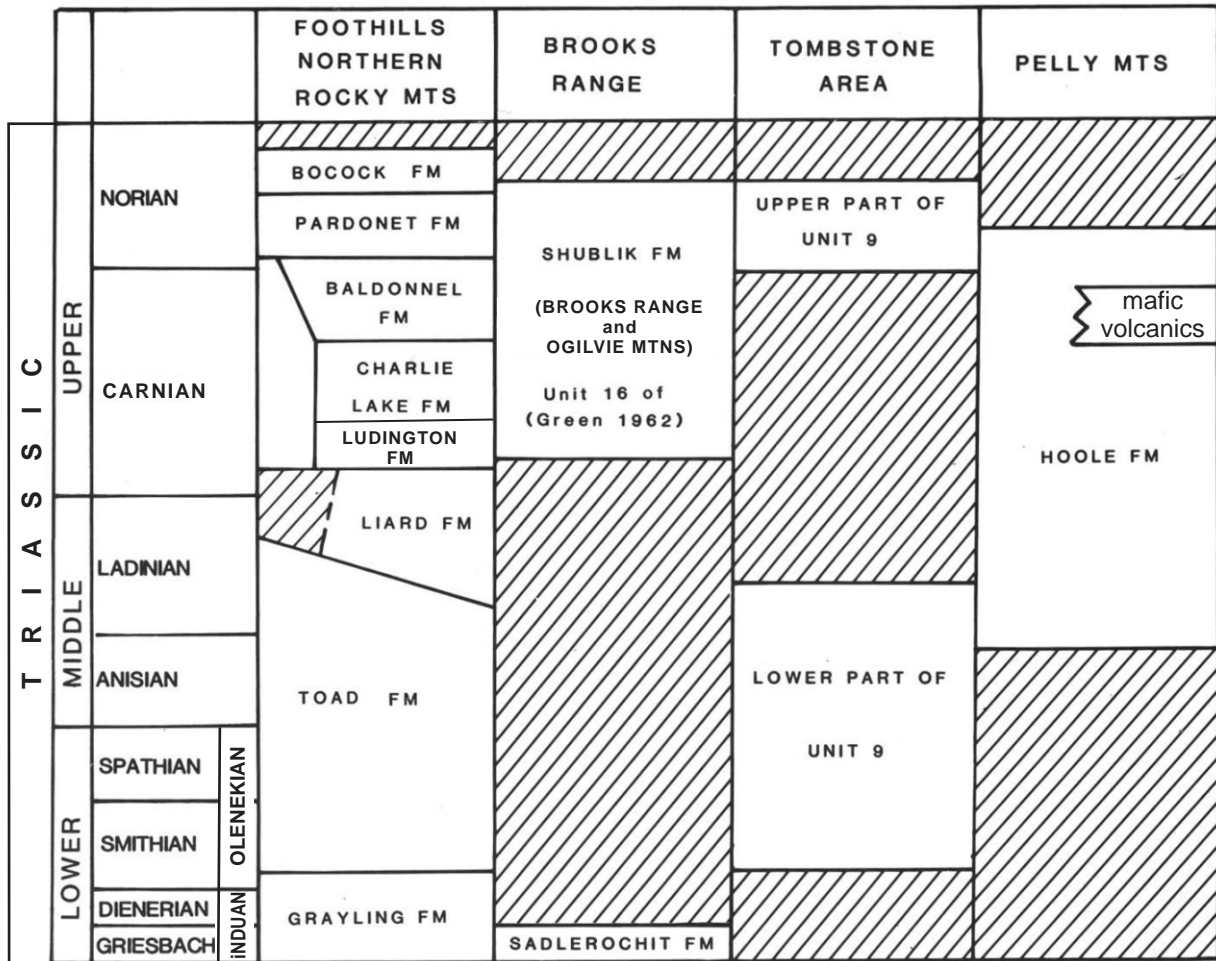 FOOTHILLS
NORTHERN
ROCKY MTS
BROOKS
RANGE
TOMBSTONE
AREA
PELLY MTS
TRIASSIC
UPPER
MIDDLE
LOWER
NORIAN
CARNIAN
LADINIAN
ANISIAN
SPATHIAN
SMITHIAN
DIENERIAN
GRIESBACH
OLENEKIAN
iNDUAN
BOCOCK FM
PARDONET FM
BALDONNEL
FM
CHARLIE
LAKE FM
LUDINGTON
FM
LIARD FM
TOAD FM
GRAYLING FM
SHUBLIK FM
(BROOKS RANGE
and
OGILVIE MTNS)
Unit 16 of
(Green 1962)
SADLEROCHIT FM
UPPER PART OF
UNIT 9
LOWER PART OF
UNIT 9
mafic
volcanics
HOOLE FM